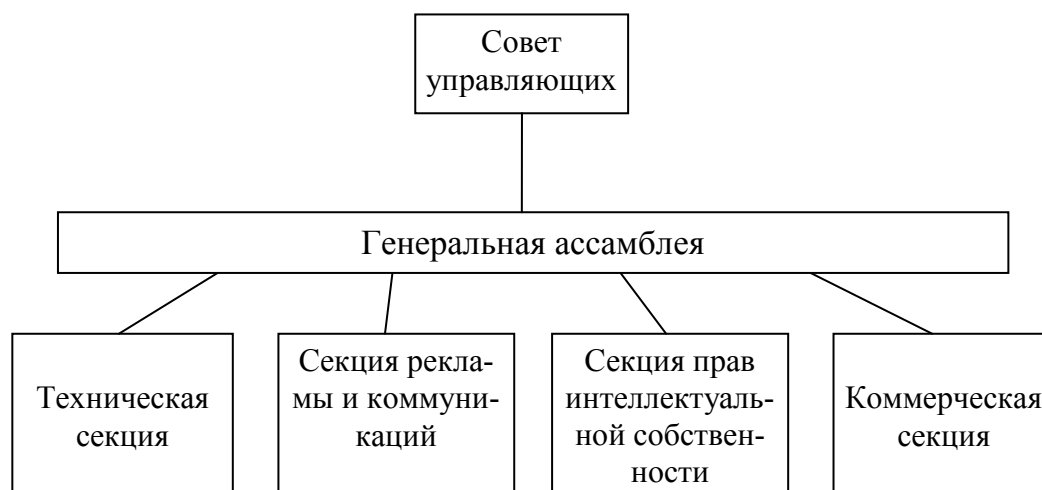 Совет
управляющих
Генеральная ассамблея
Техническая
секция
Секция рекла-
мы и коммуни-
каций
Секция прав
интеллектуаль-
ной собствен-
ности
Коммерческая
секция